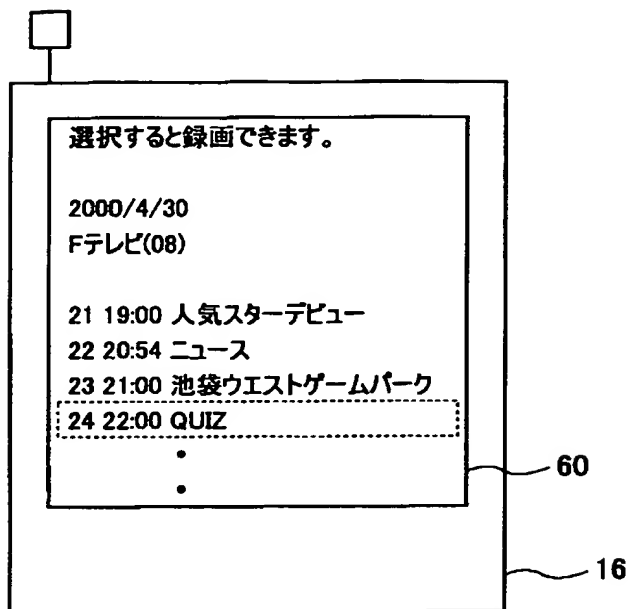 選択すると録画できます。
2000/4/30
Fテレビ(08)
21 19:00 人気スターデビュー
22 20:54 ニュース
23 21:00 池袋ウエストゲームパーク
24 22:00 QUIZ
60
16